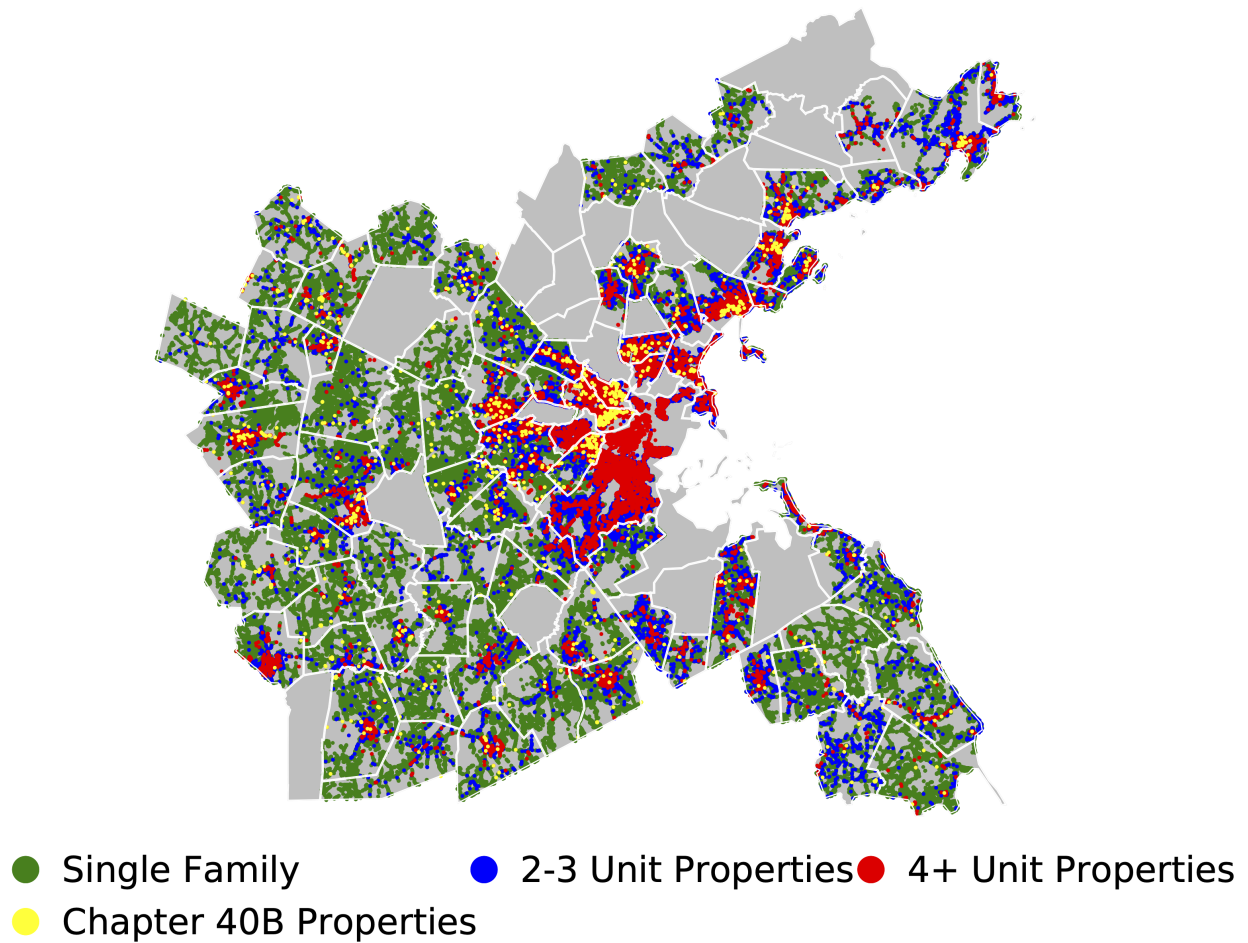 Single Family
2-3 Unit Properties
4+ Unit Properties
Chapter 40B Properties